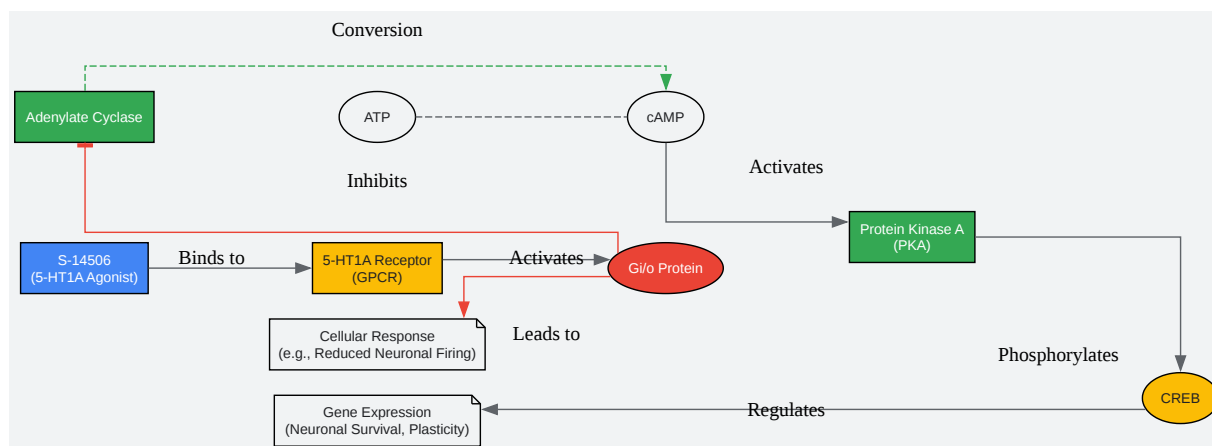 Conversion
Adenylate Cyclase
ATP
cAMP
Activates
Inhibits
Protein Kinase A
(PKA)
S-14506
(5-HT1A Agonist)
Binds to
5-HT1A Receptor
(GPCR)
Activates
Gi/o Protein
Cellular Response
(e.g., Reduced Neuronal Firing)
Leads to
Phosphorylates
CREB
Gene Expression
(Neuronal Survival, Plasticity)
Regulates